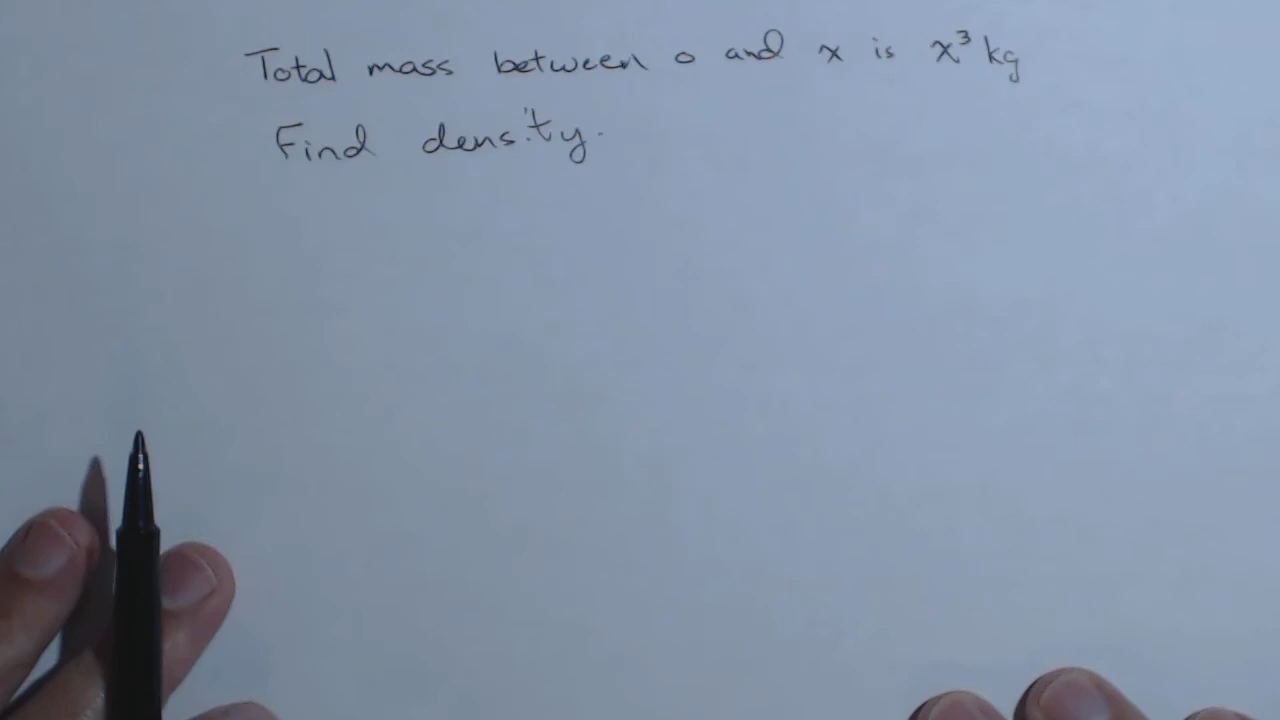 Total mass between 0 and x is x³ kg
Find density.